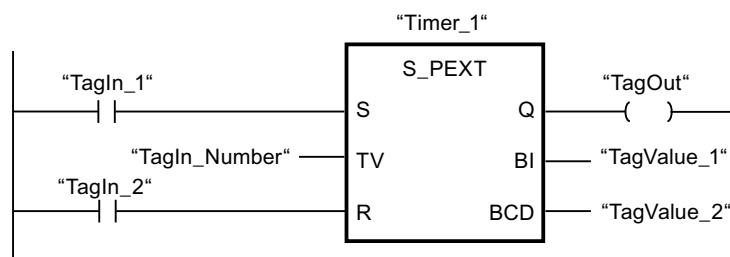 "Timer_1"
S_PEXT
"TagIn_1“
"TagOut"
S
Q
"TagIn_Number“
TV
BI
"TagValue_1“
"TagIn_2“
R
BCD
"TagValue_2“